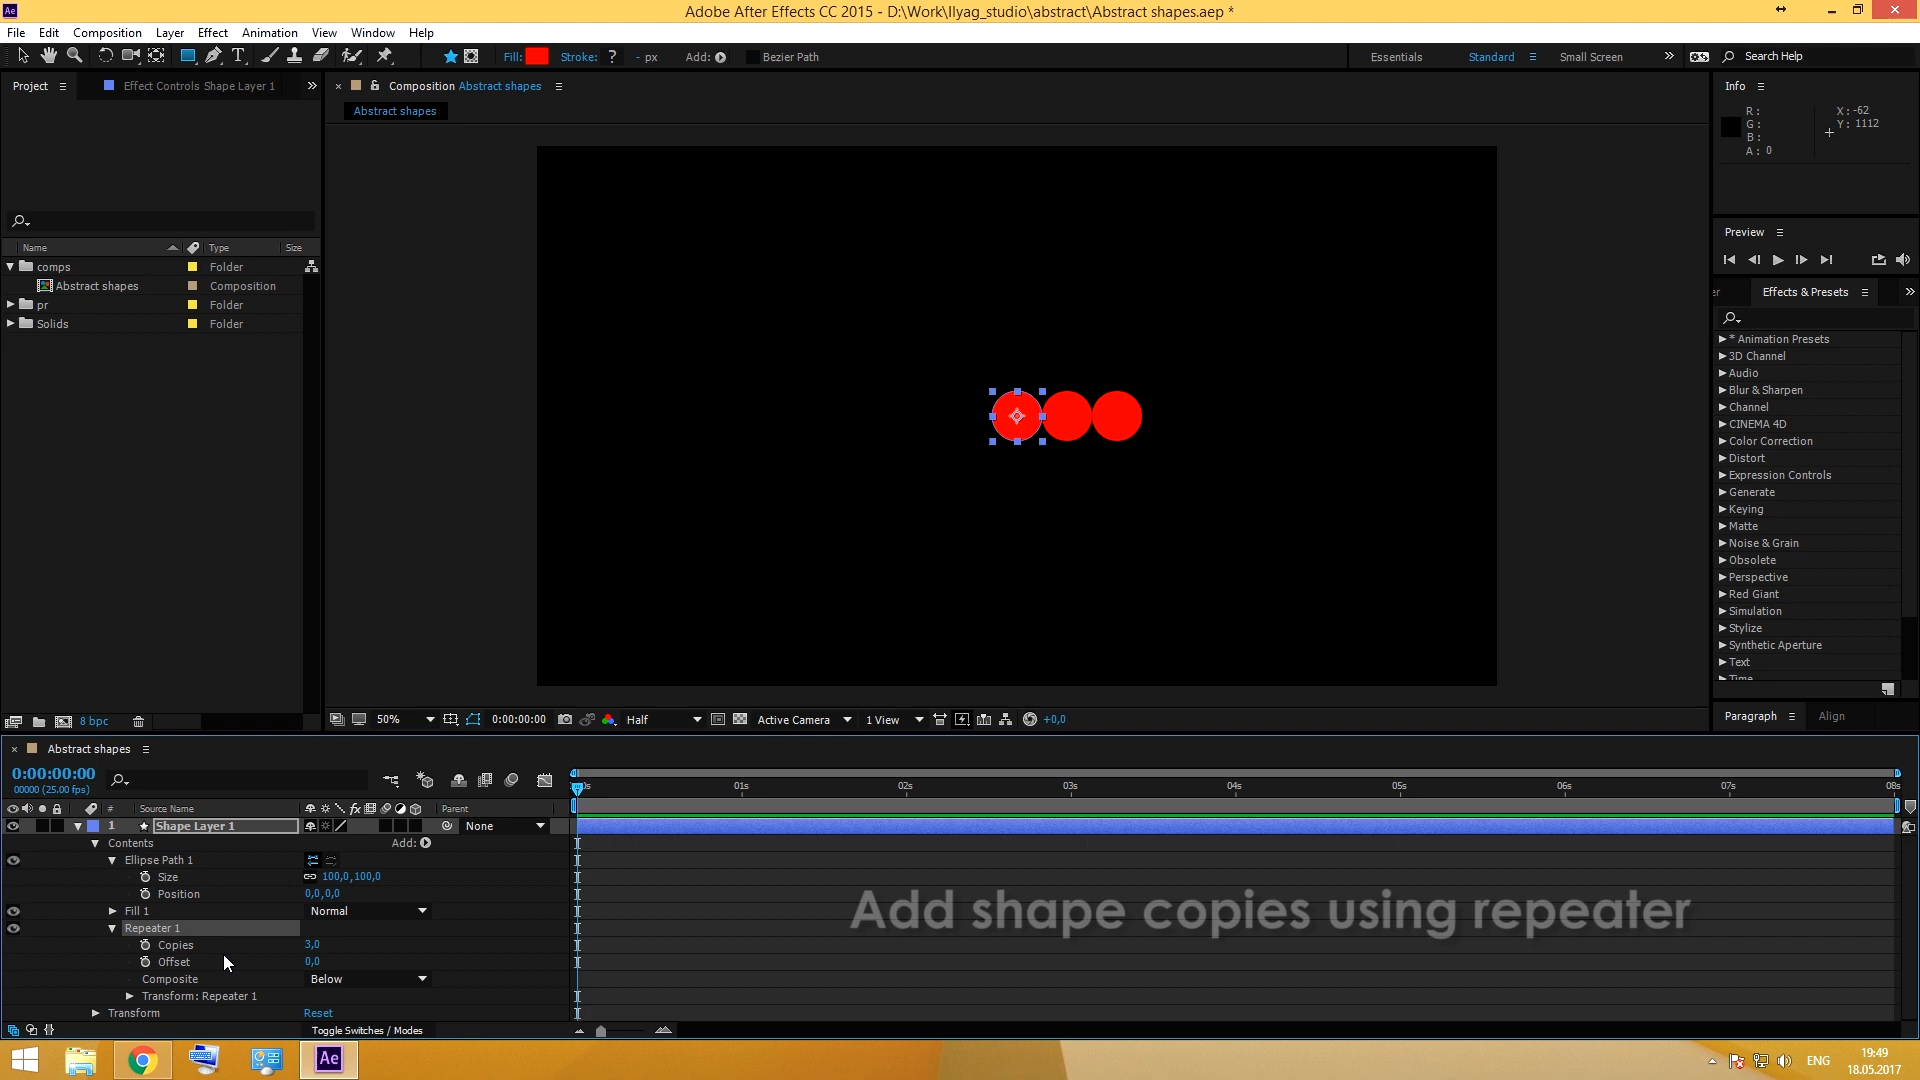 Ae Adobe After Effects CC 2015 - D:\Work\Ilyag_studio\abstract\Abstract shapes.aep *
File Edit Composition Layer Effect Animation View Window Help
T Fill: Stroke: ? - px Add: Bezier Path Essentials Standard Small Screen Search Help
Project Effect Controls Shape Layer 1
Composition Abstract shapes
Abstract shapes
Info
R:
G:
B:
A: 0
X: -62
Y: 1112
Preview
Name Type Size
comps Folder
Abstract shapes Composition
pr Folder
Solids Folder
er Effects & Presets
* Animation Presets
3D Channel
Audio
Blur & Sharpen
Channel
CINEMA 4D
Color Correction
Distort
Expression Controls
Generate
Keying
Matte
Noise & Grain
Obsolete
Perspective
Red Giant
Simulation
Stylize
Synthetic Aperture
Text
Time
Paragraph Align
8 bpc
50% 0:00:00:00 Half Active Camera 1 View +0,0
Abstract shapes
0:00:00:00
00000 (25.00 fps)
01s 02s 03s 04s 05s 06s 07s 08s
# Source Name fx Parent
1 Shape Layer 1 None
Contents Add:
Ellipse Path 1
Size 100,0,100,0
Position 0,0,0,0
Fill 1 Normal
Repeater 1
Copies 3,0
Offset 0,0
Composite Below
Transform: Repeater 1
Transform Reset
Toggle Switches / Modes
Add shape copies using repeater
Ae
ENG
19:49
18.05.2017